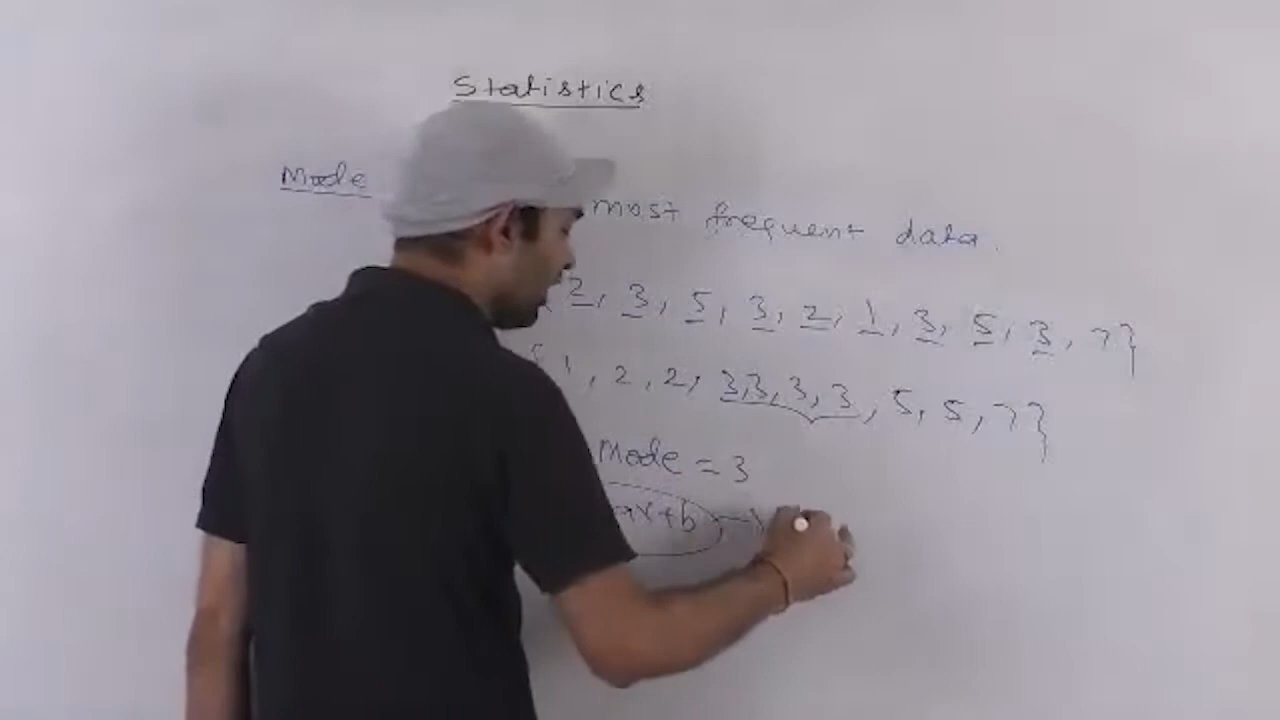 Statistics
Mode
most frequent data.
{2, 3, 5, 3, 2, 1, 3, 5, 3, 7}
{1, 2, 2, 3,3,3,3, 5, 5, 7}
Mode = 3
ax+b